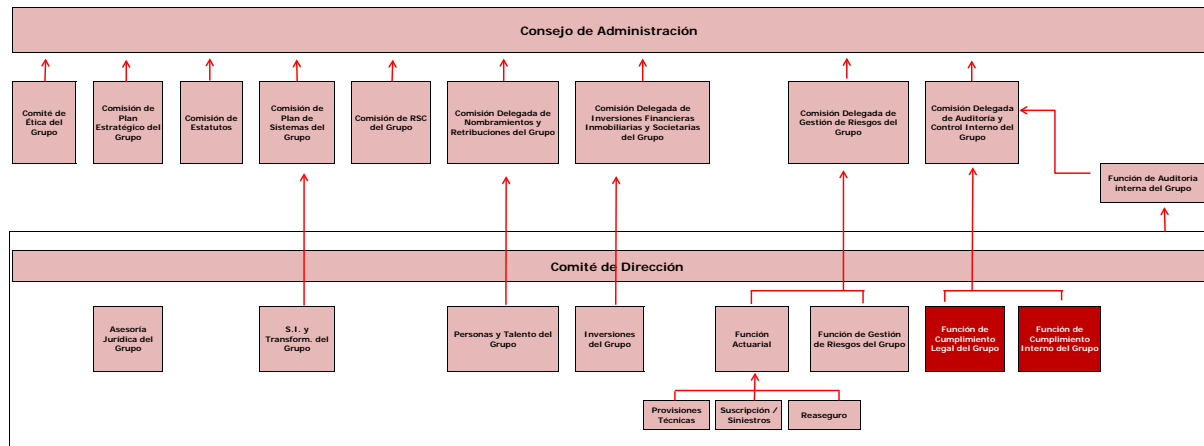 Consejo de Administración
Comité de
Ética del
Grupo
Comisión de
Plan
Estratégico del
Grupo
Comisión de
Estatutos
Comisión de
Plan de
Sistemas del
Grupo
Comisión de RSC
del Grupo
Comisión Delegada de
Nombramientos y
Retribuciones del Grupo
Comisión Delegada de
Inversiones Financieras
Inmobiliarias y Societarias
del Grupo
Comisión Delegada de
Gestión de Riesgos del
Grupo
Comisión Delegada
de Auditoría y
Control Interno del
Grupo
Función de Auditoria
interna del Grupo
Comité de Dirección
Asesoría
Jurídica del
Grupo
S.I. y
Transform. del
Grupo
Personas y Talento del
Grupo
Inversiones
del Grupo
Función
Actuarial
Función de Gestión
de Riesgos del Grupo
Función de
Cumplimiento
Legal del Grupo
Función de
Cumplimiento
Interno del Grupo
Provisiones
Técnicas
Suscripción /
Siniestros
Reaseguro